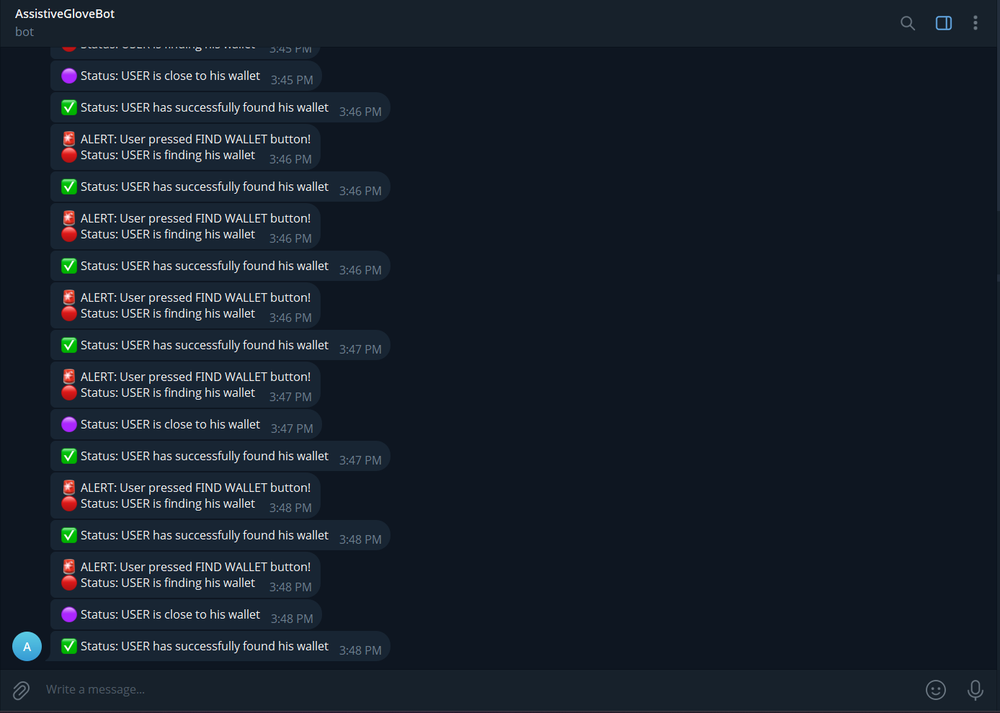 AssistiveGloveBot
bot
Status: USER is finding his wallet 3:45 PM
Status: USER is close to his wallet 3:45 PM
Status: USER has successfully found his wallet 3:46 PM
ALERT: User pressed FIND WALLET button!
Status: USER is finding his wallet 3:46 PM
Status: USER has successfully found his wallet 3:46 PM
ALERT: User pressed FIND WALLET button!
Status: USER is finding his wallet 3:46 PM
Status: USER has successfully found his wallet 3:46 PM
ALERT: User pressed FIND WALLET button!
Status: USER is finding his wallet 3:46 PM
Status: USER has successfully found his wallet 3:47 PM
ALERT: User pressed FIND WALLET button!
Status: USER is finding his wallet 3:47 PM
Status: USER is close to his wallet 3:47 PM
Status: USER has successfully found his wallet 3:47 PM
ALERT: User pressed FIND WALLET button!
Status: USER is finding his wallet 3:48 PM
Status: USER has successfully found his wallet 3:48 PM
ALERT: User pressed FIND WALLET button!
Status: USER is finding his wallet 3:48 PM
Status: USER is close to his wallet 3:48 PM
A
Status: USER has successfully found his wallet 3:48 PM
Write a message...